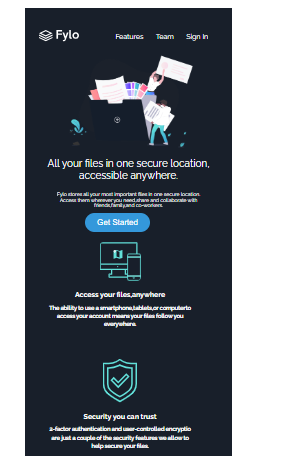 Fylo
Features Team Sign In
All your files in one secure location,
accessible anywhere.
Fylo stores all your most important files in one secure location.
Access them wherever you need,share and collaborate with
friends,family,and co-workers.
Get Started
Access your files,anywhere
The ability to use a smartphone,tablets,or computerto
access your account means your files follow you
everywhere.
Security you can trust
2-factor authentication and user-controlled encryptio
are just a couple of the security features we allow to
help secure your files.